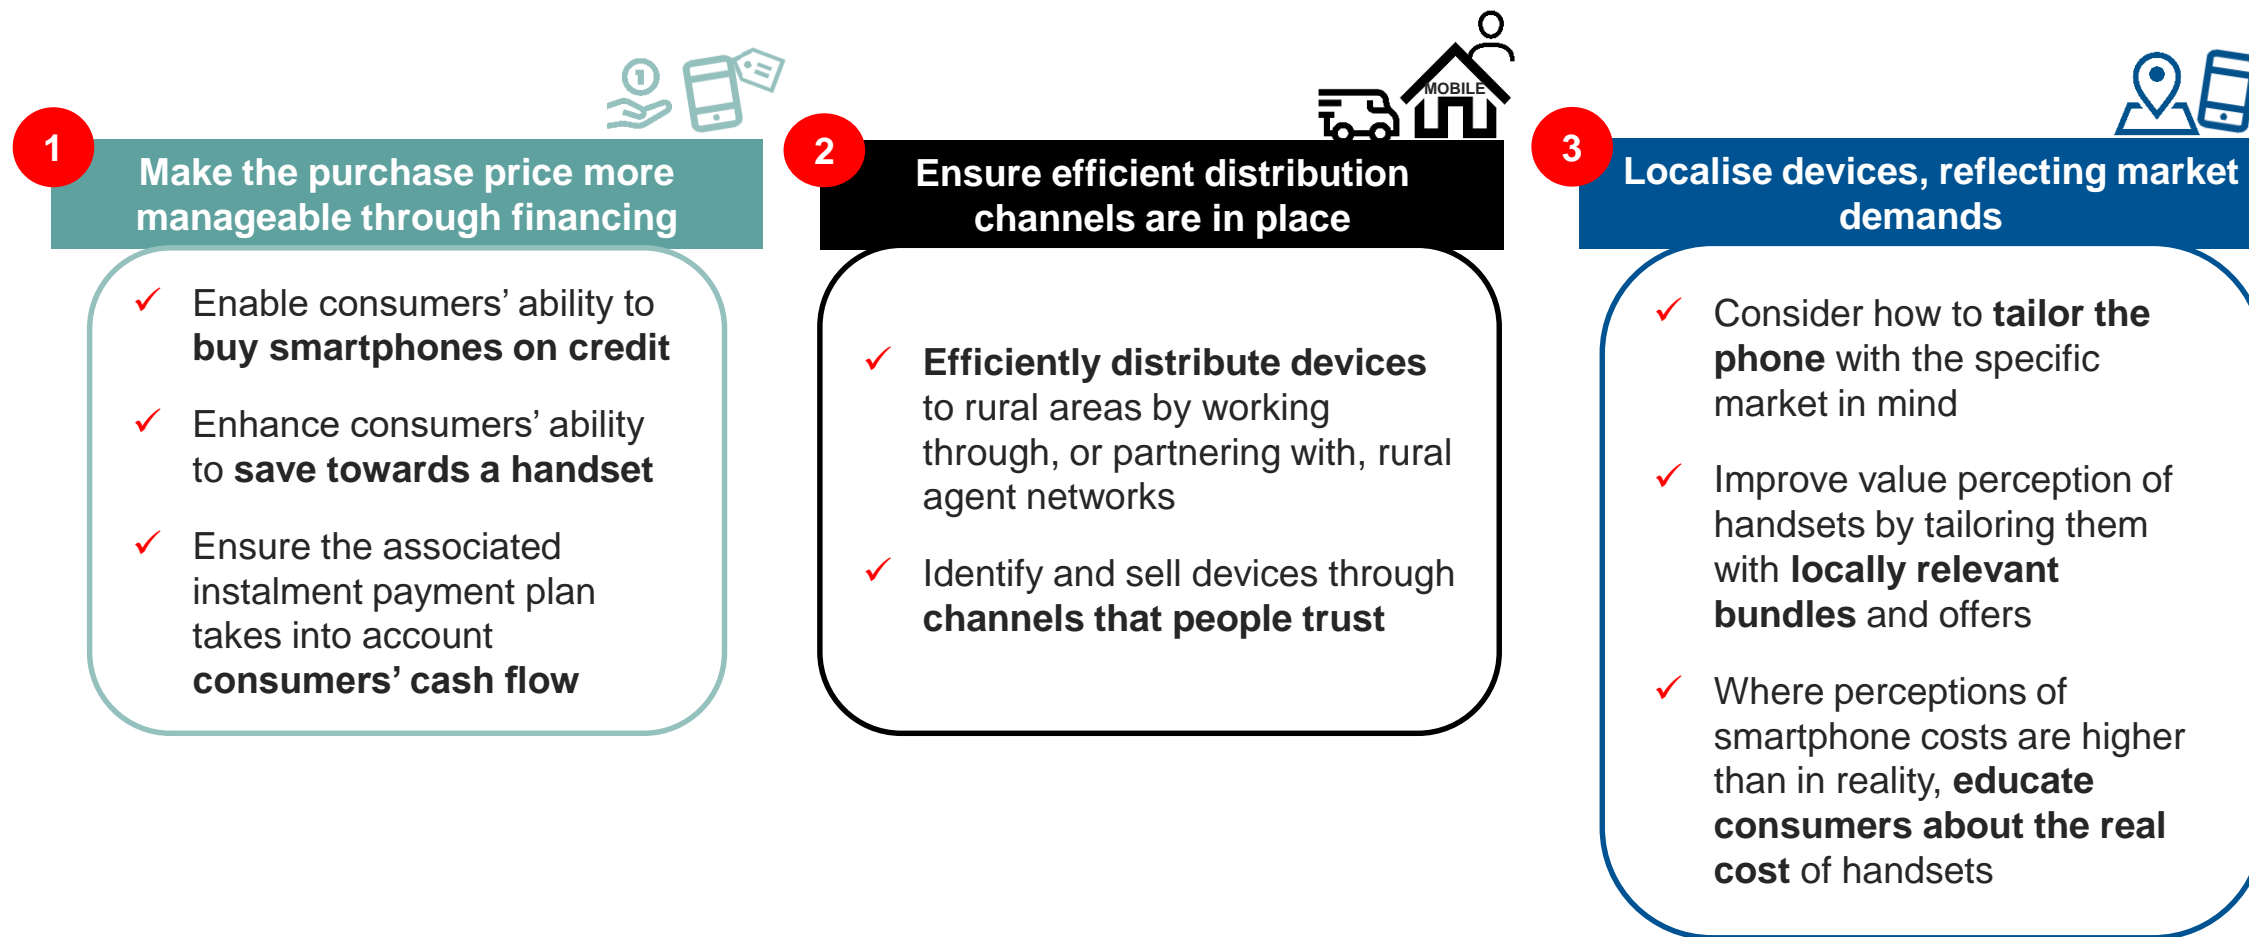 1
Make the purchase price more
manageable through financing
✓ Enable consumers’ ability to
buy smartphones on credit
✓ Enhance consumers’ ability
to save towards a handset
✓ Ensure the associated
instalment payment plan
takes into account
consumers’ cash flow
MOBILE
2
Ensure efficient distribution
channels are in place
✓ Efficiently distribute devices
to rural areas by working
through, or partnering with, rural
agent networks
✓ Identify and sell devices through
channels that people trust
3
Localise devices, reflecting market
demands
✓ Consider how to tailor the
phone with the specific
market in mind
✓ Improve value perception of
handsets by tailoring them
with locally relevant
bundles and offers
✓ Where perceptions of
smartphone costs are higher
than in reality, educate
consumers about the real
cost of handsets